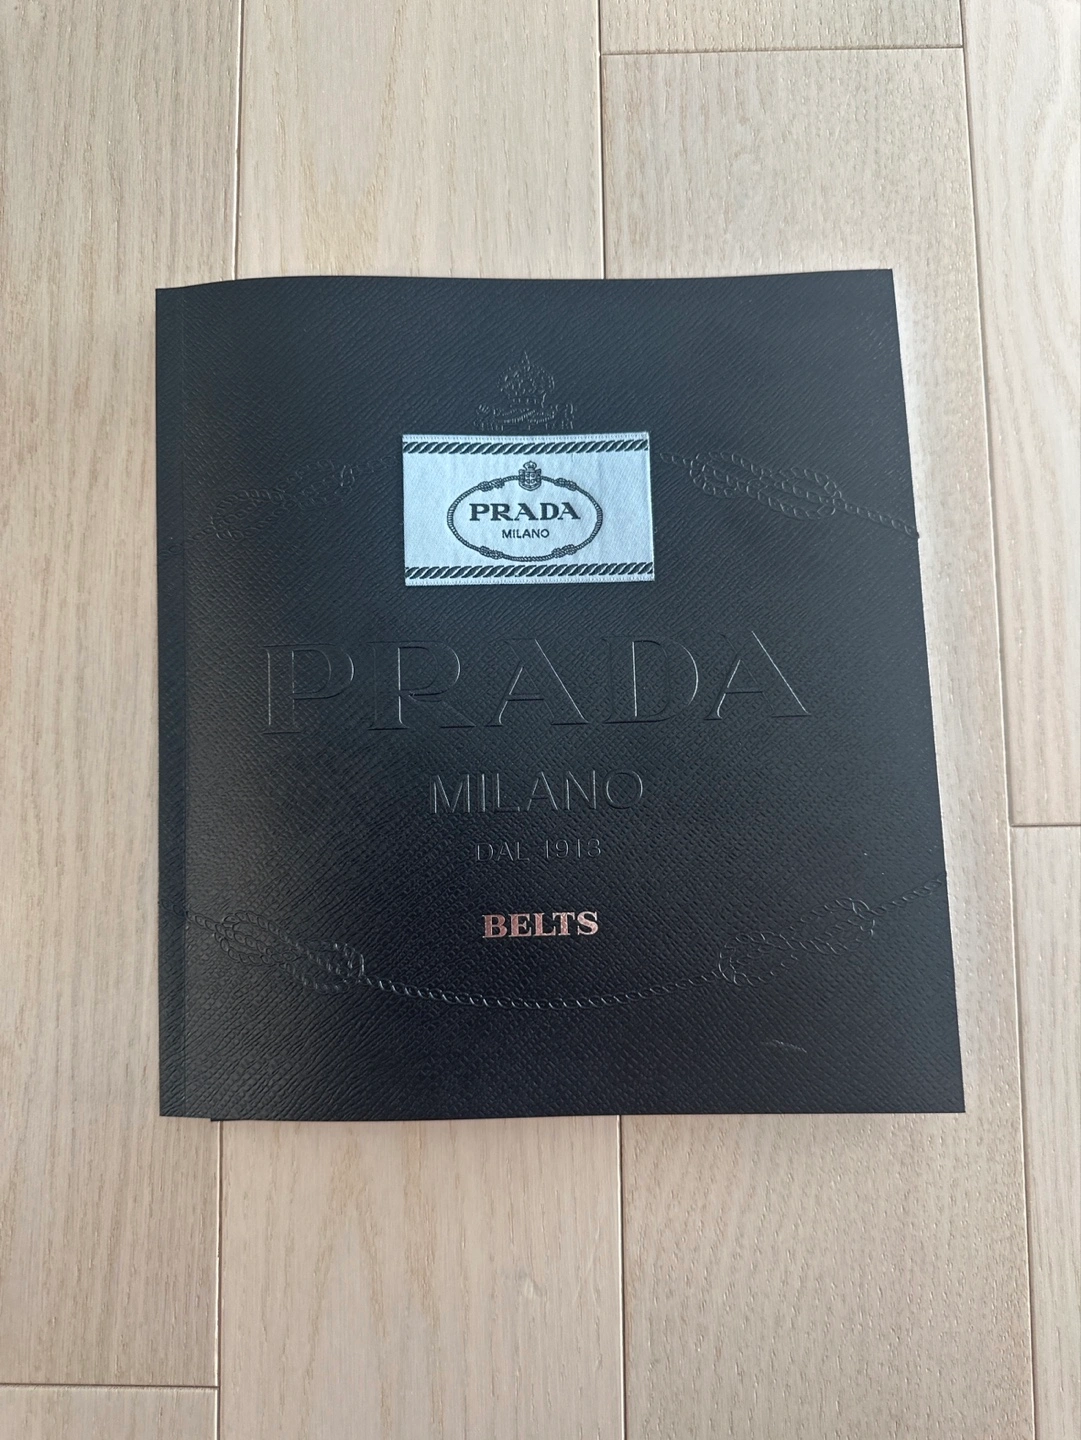 PRADA
MILANO
PRADA
MILANO
DAL 1913
BELTS